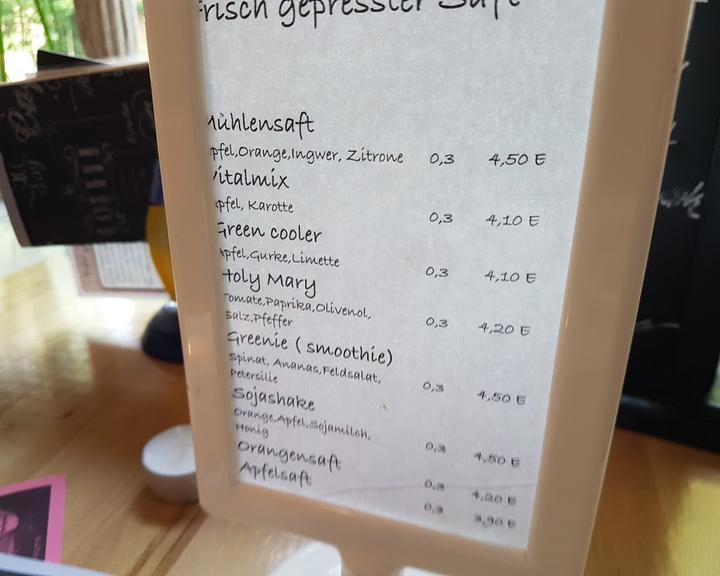 frisch gepresster Saft
Mühlensaft
Apfel,Orange,Ingwer, Zitrone 0,3 4,50 E
Vitalmix
Apfel, Karotte 0,3 4,10 E
Green cooler
Apfel,Gurke,Limette 0,3 4,10 E
Holy Mary
Tomate,Paprika,Olivenöl,
Salz,Pfeffer 0,3 4,20 E
Greenie ( smoothie)
Spinat, Ananas,Feldsalat,
Petersilie 0,3 4,50 E
Sojashake
Orange,Apfel,Sojamilch,
Honig 0,3 4,50 E
Orangensaft 0,3 4,20 E
Apfelsaft 0,3 3,90 E